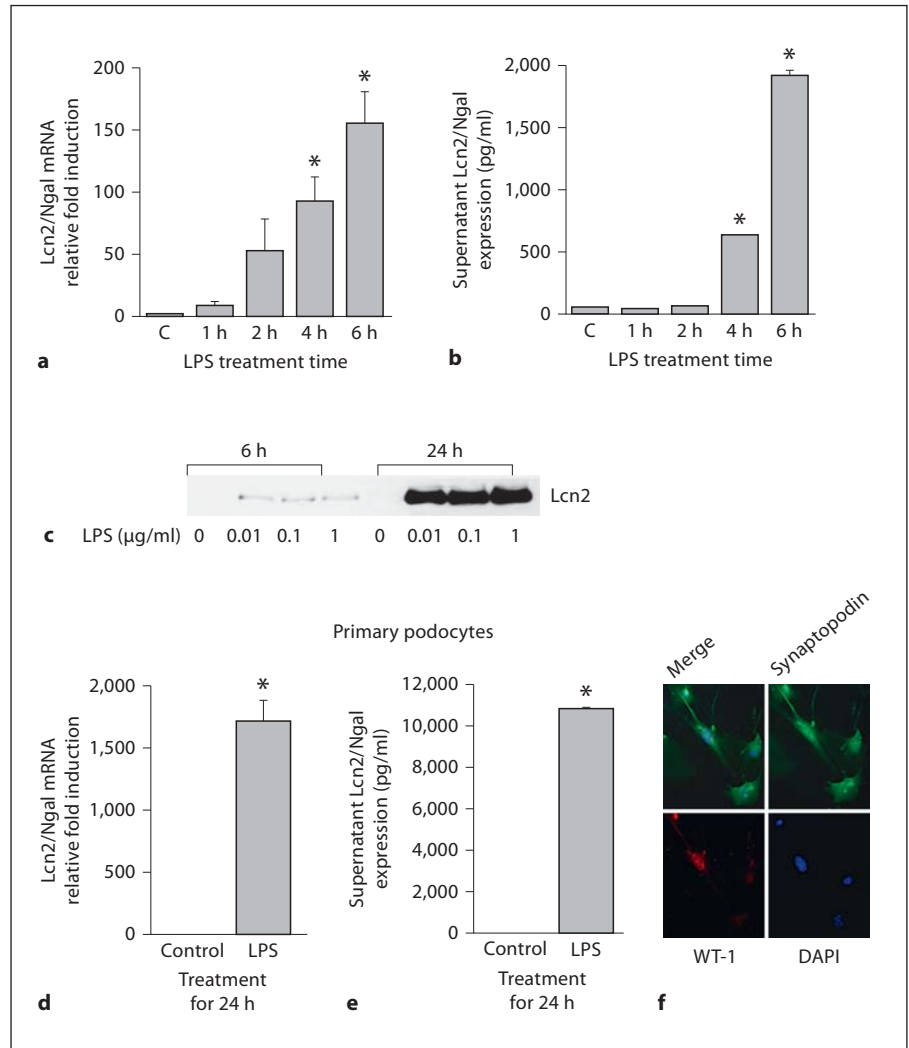 200
150
100
50
0
Lcn2/Ngal mRNA
relative fold induction
*
*
C 1 h 2 h 4 h 6 h
LPS treatment time
a
2,000
1,500
1,000
500
0
Supernatant Lcn2/Ngal
expression (pg/ml)
*
*
C 1 h 2 h 4 h 6 h
LPS treatment time
b
6 h 24 h
Lcn2
c LPS (μg/ml) 0 0.01 0.1 1 0 0.01 0.1 1
Primary podocytes
2,000
1,500
1,000
500
0
Lcn2/Ngal mRNA
relative fold induction
*
Control LPS
Treatment
for 24 h
d
12,000
10,000
8,000
6,000
4,000
2,000
0
Supernatant Lcn2/Ngal
expression (pg/ml)
*
Control LPS
Treatment
for 24 h
e
Merge Synaptopodin
WT-1 DAPI
f